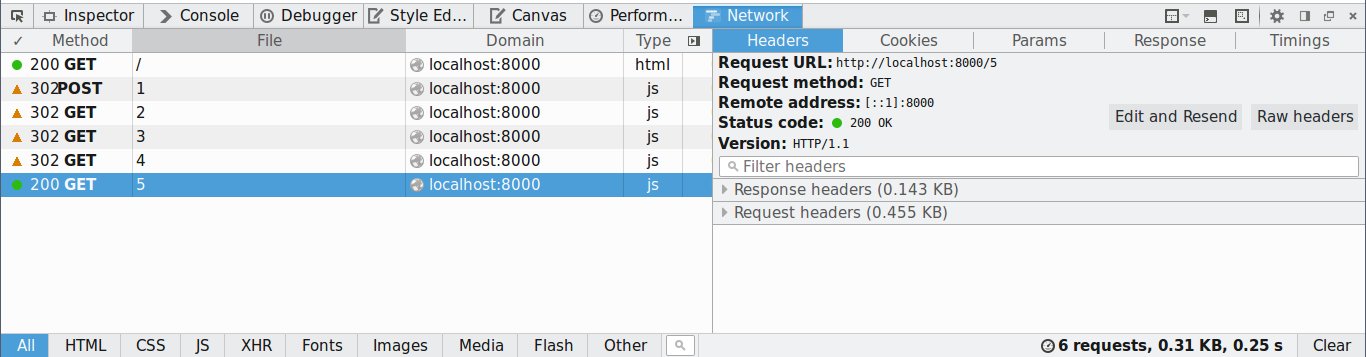 Inspector Console Debugger Style Ed... Canvas Perform... Network
✓ Method File Domain Type
200 GET / localhost:8000 html
302 POST 1 localhost:8000 js
302 GET 2 localhost:8000 js
302 GET 3 localhost:8000 js
302 GET 4 localhost:8000 js
200 GET 5 localhost:8000 js
Headers Cookies Params Response Timings
Request URL: http://localhost:8000/5
Request method: GET
Remote address: [::1]:8000
Status code: 200 OK
Version: HTTP/1.1
Edit and Resend Raw headers
Filter headers
Response headers (0.143 KB)
Request headers (0.455 KB)
All HTML CSS JS XHR Fonts Images Media Flash Other 6 requests, 0.31 KB, 0.25 s Clear